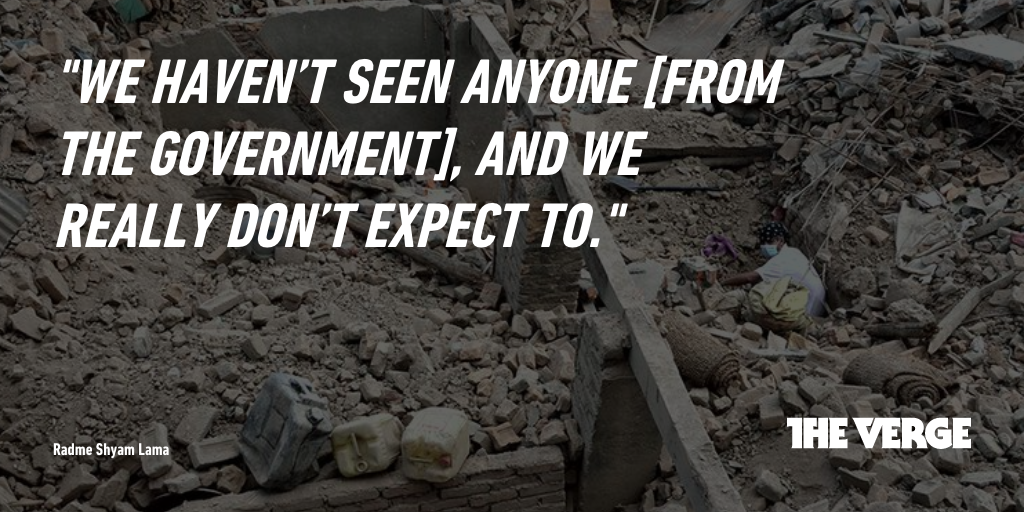 "WE HAVEN'T SEEN ANYONE [FROM
THE GOVERNMENT], AND WE
REALLY DON'T EXPECT TO."
Radme Shyam Lama
THE VERGE